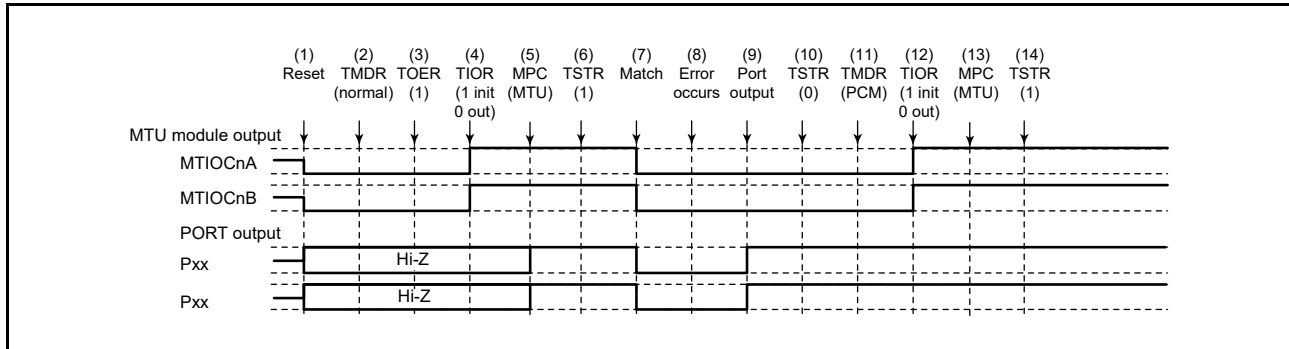 (1) (2) (3) (4) (5) (6) (7) (8) (9) (10) (11) (12) (13) (14)
Reset TMDR TOER TIOR MPC TSTR Match Error Port TSTR TMDR TIOR MPC TSTR
(normal) (1) (1 init (MTU) (1) occurs output (0) (PCM) (1 init (MTU) (1)
0 out) 0 out)
MTU module output
MTIOCnA
MTIOCnB
PORT output
Pxx Hi-Z
Pxx Hi-Z